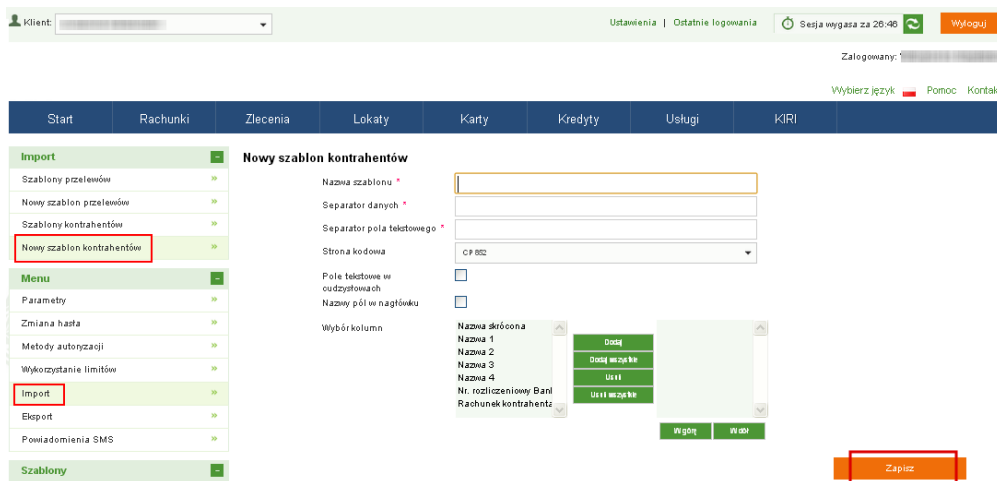 Klient:
Ustawienia | Ostatnie logowania
Sesja wygasa za 26:46
Wyloguj
Zalogowany:
Wybierz język
Pomoc
Kontak
Start
Rachunki
Zlecenia
Lokaty
Karty
Kredyty
Usługi
KIRI
Import
Szablony przelewów
Nowy szablon przelewów
Szablony kontrahentów
Nowy szablon kontrahentów
Menu
Parametry
Zmiana hasła
Metody autoryzacji
Wykorzystanie limitów
Import
Eksport
Powiadomienia SMS
Szablony
Nowy szablon kontrahentów
Nazwa szablonu *
Separator danych *
Separator pola tekstowego *
Strona kodowa
CP 852
Pole tekstowe w
cudzysłowach
Nazwy pól w nagłówku
Wybór kolumn
Nazwa skrócona
Nazwa 1
Nazwa 2
Nazwa 3
Nazwa 4
Nr. rozliczeniowy Banl
Rachunek kontrahenta
Dodaj
Dodaj wszystkie
Usuń
Usuń wszystkie
W górę
W dół
Zapisz